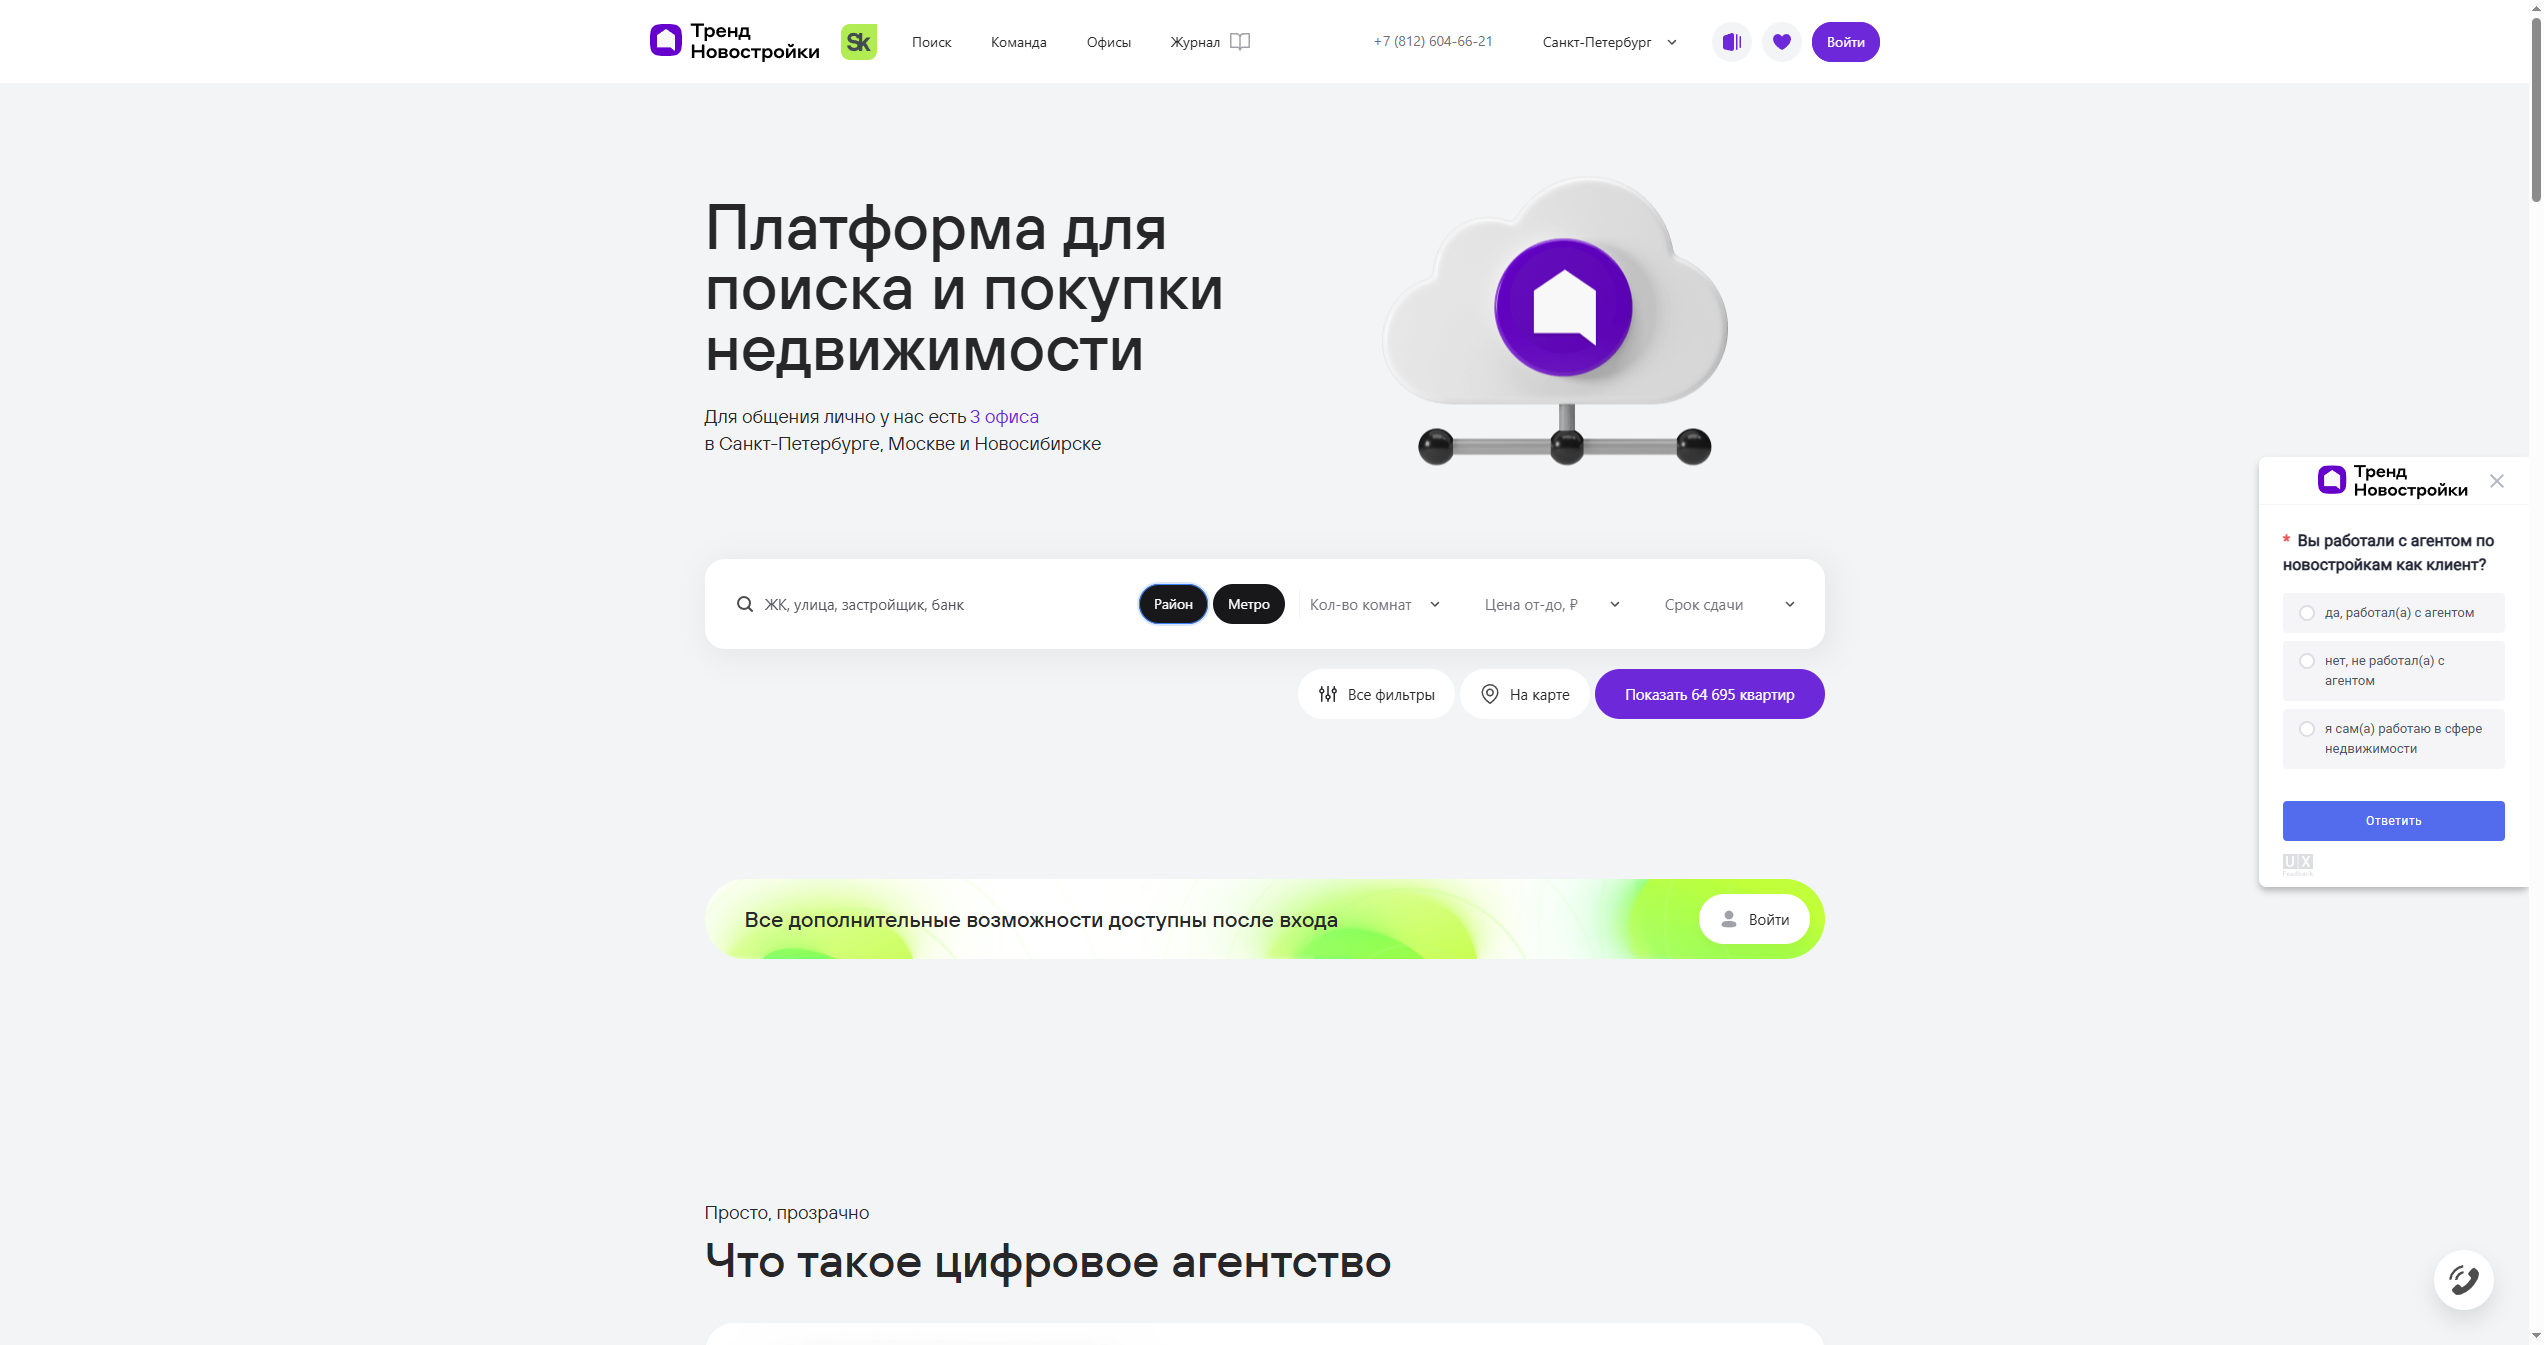 Тренд
Новостройки
Sk
Поиск
Команда
Офисы
Журнал
+7 (812) 604-66-21
Санкт-Петербург
Войти
Платформа для
поиска и покупки
недвижимости
Для общения лично у нас есть 3 офиса
в Санкт-Петербурге, Москве и Новосибирске
ЖК, улица, застройщик, банк
Район
Метро
Кол-во комнат
Цена от-до, ₽
Срок сдачи
Все фильтры
На карте
Показать 64 695 квартир
Все дополнительные возможности доступны после входа
Войти
Просто, прозрачно
Что такое цифровое агентство
Тренд
Новостройки
* Вы работали с агентом по
новостройкам как клиент?
да, работал(а) с агентом
нет, не работал(а) с
агентом
я сам(а) работаю в сфере
недвижимости
Ответить
UX
Feedback